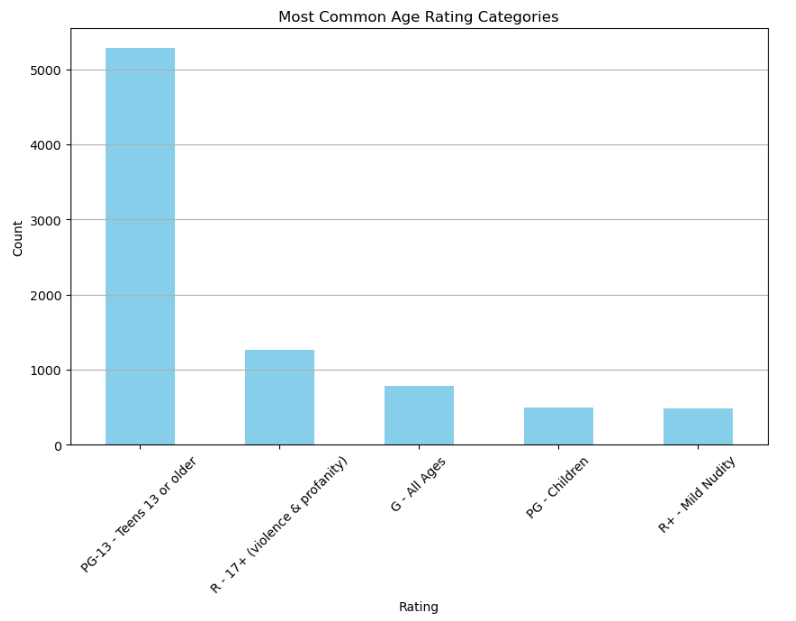 Most Common Age Rating Categories
Count
5000
4000
3000
2000
1000
0
PG-13 - Teens 13 or older
R - 17+ (violence & profanity)
G - All Ages
PG - Children
R+ - Mild Nudity
Rating